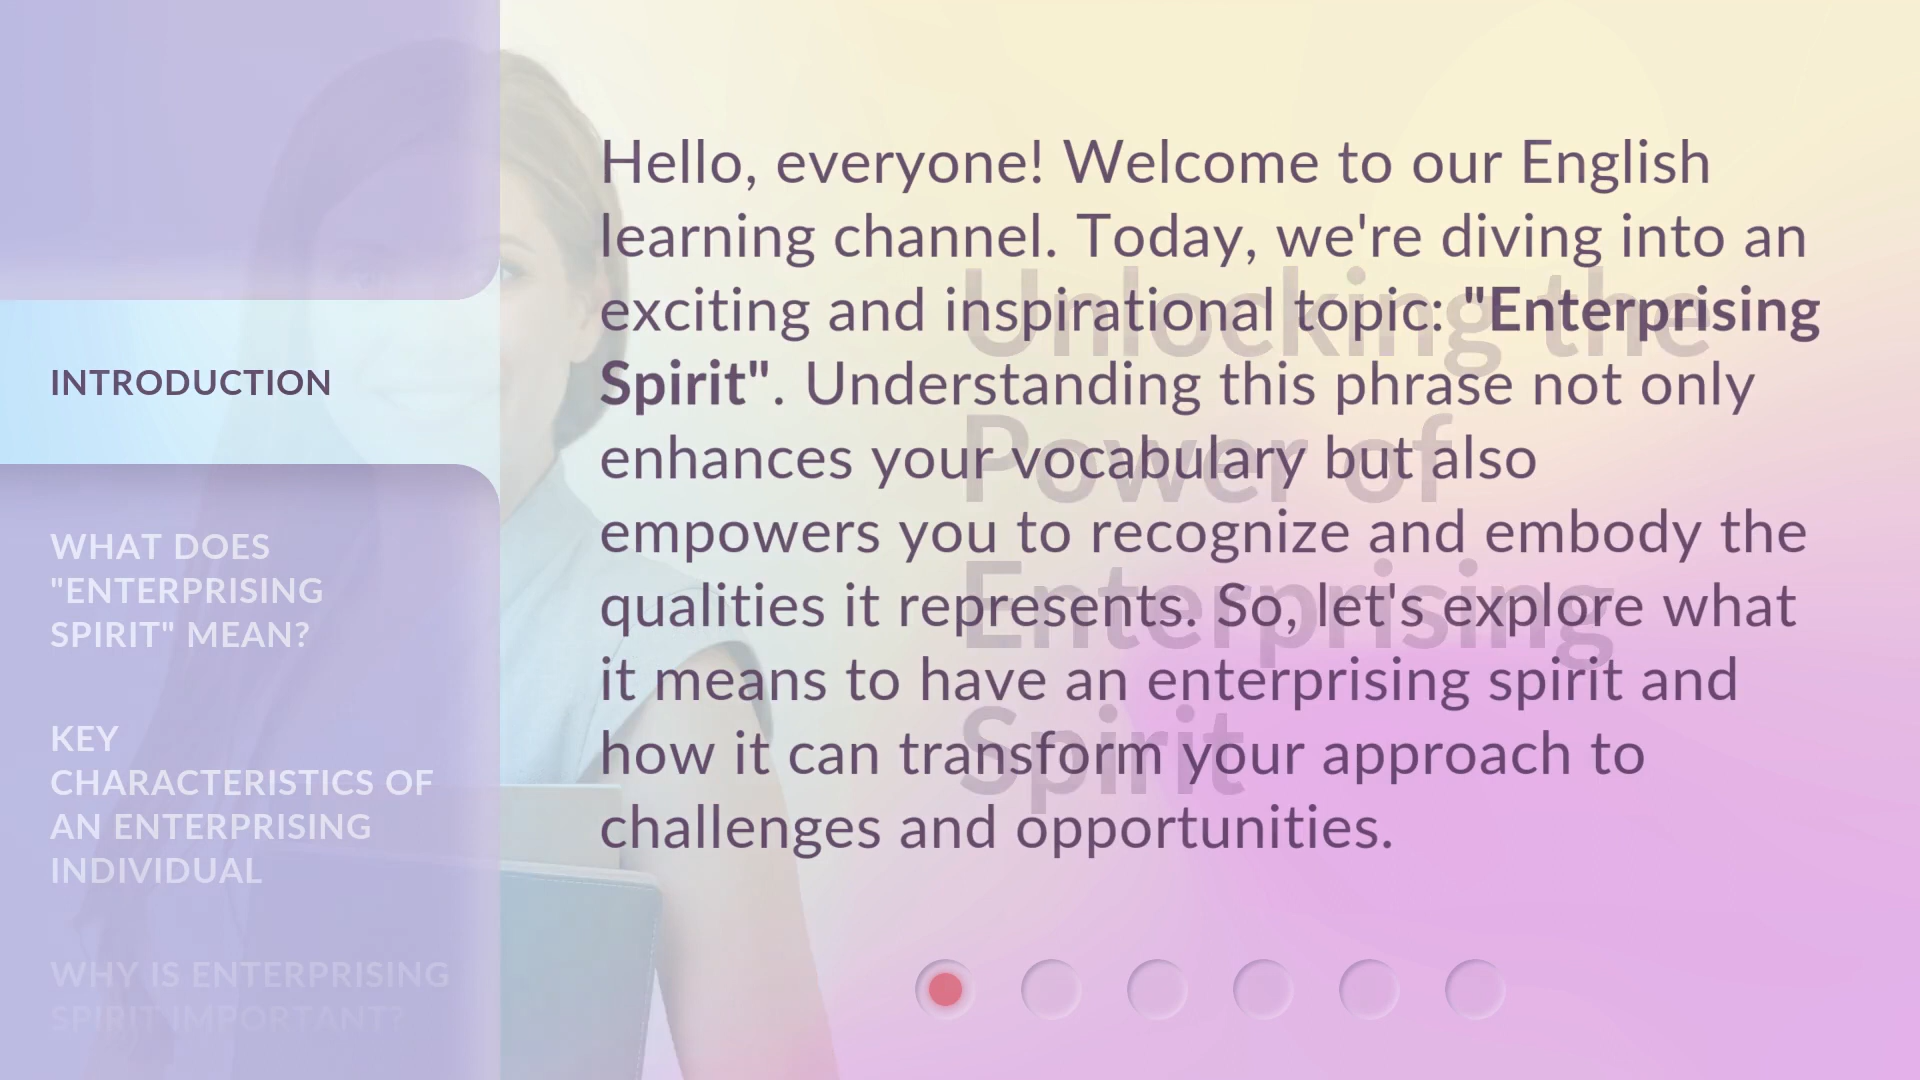 INTRODUCTION
WHAT DOES
"ENTERPRISING
SPIRIT" MEAN?
KEY
CHARACTERISTICS OF
AN ENTERPRISING
INDIVIDUAL
WHY IS ENTERPRISING
SPIRIT IMPORTANT?
Hello, everyone! Welcome to our English
learning channel. Today, we're diving into an
exciting and inspirational topic: "Enterprising
Spirit". Understanding this phrase not only
enhances your vocabulary but also
empowers you to recognize and embody the
qualities it represents. So, let's explore what
it means to have an enterprising spirit and
how it can transform your approach to
challenges and opportunities.
Unlocking the
Power of
Enterprising
Spirit